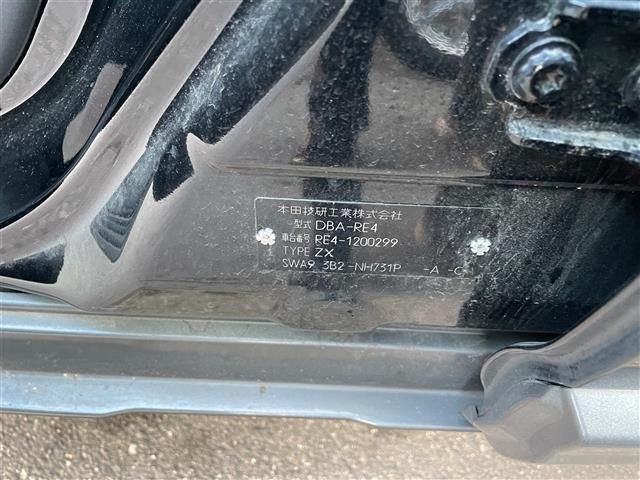 本田技研工業株式会社
型式 DBA-RE4
車台番号 RE4-1200299
TYPE ZX
SWA9 3B2-NH731P -A -C